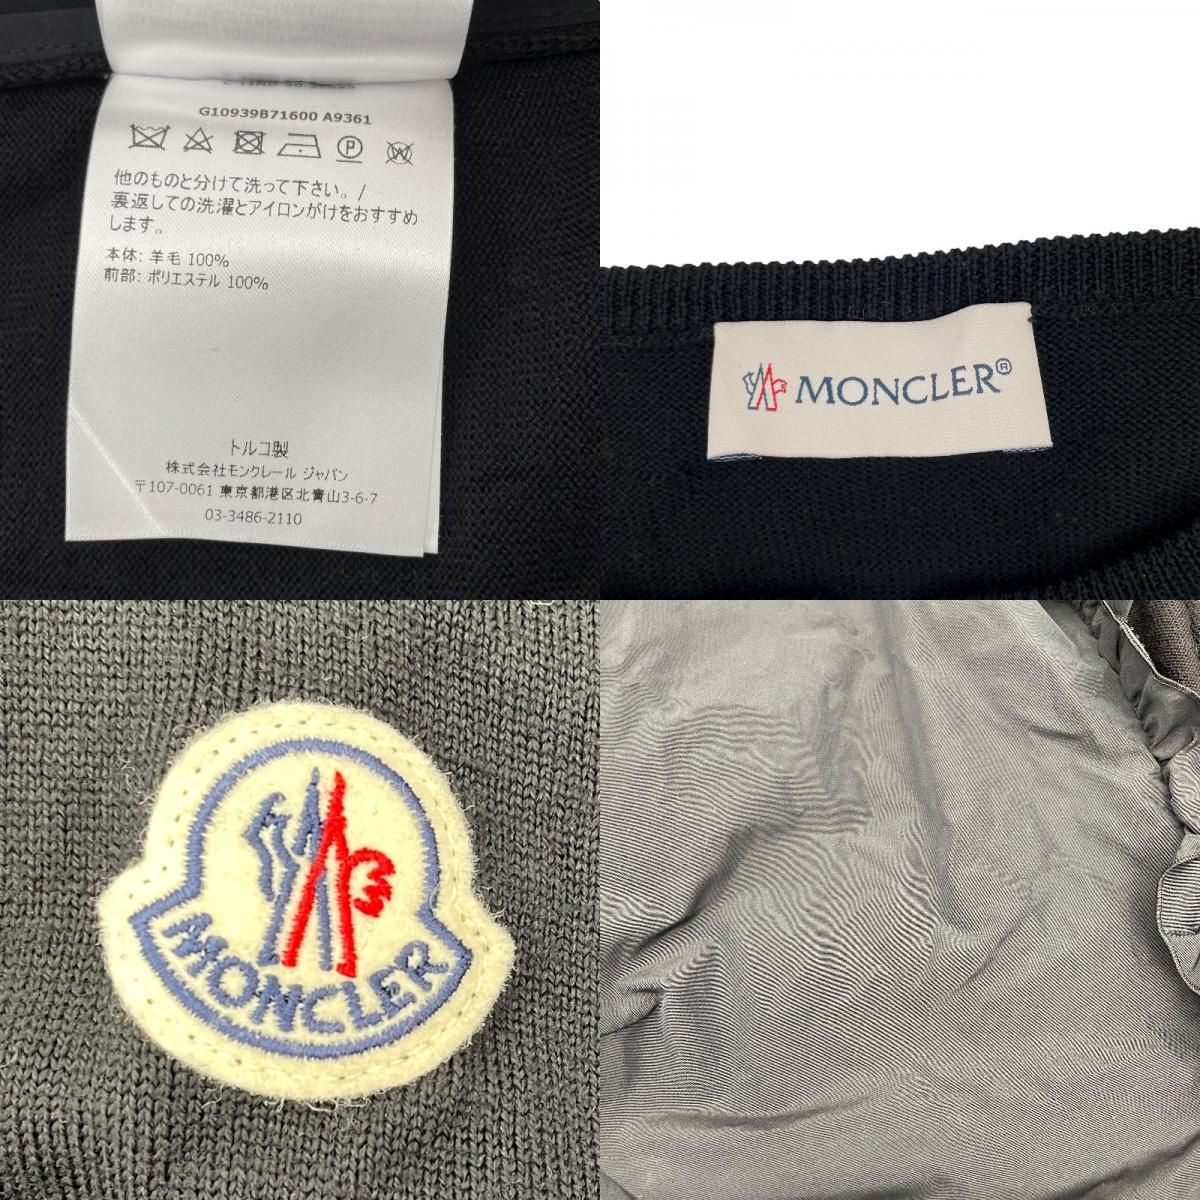 G10939B71600 A9361
P
W
他のものと分けて洗って下さい。/
裏返しての洗濯とアイロンがけをおすすめ
します。
本体: 羊毛 100%
前部: ポリエステル 100%
トルコ製
株式会社モンクレール ジャパン
〒107-0061 東京都港区北青山3-6-7
03-3486-2110
MONCLER®
MONCLER